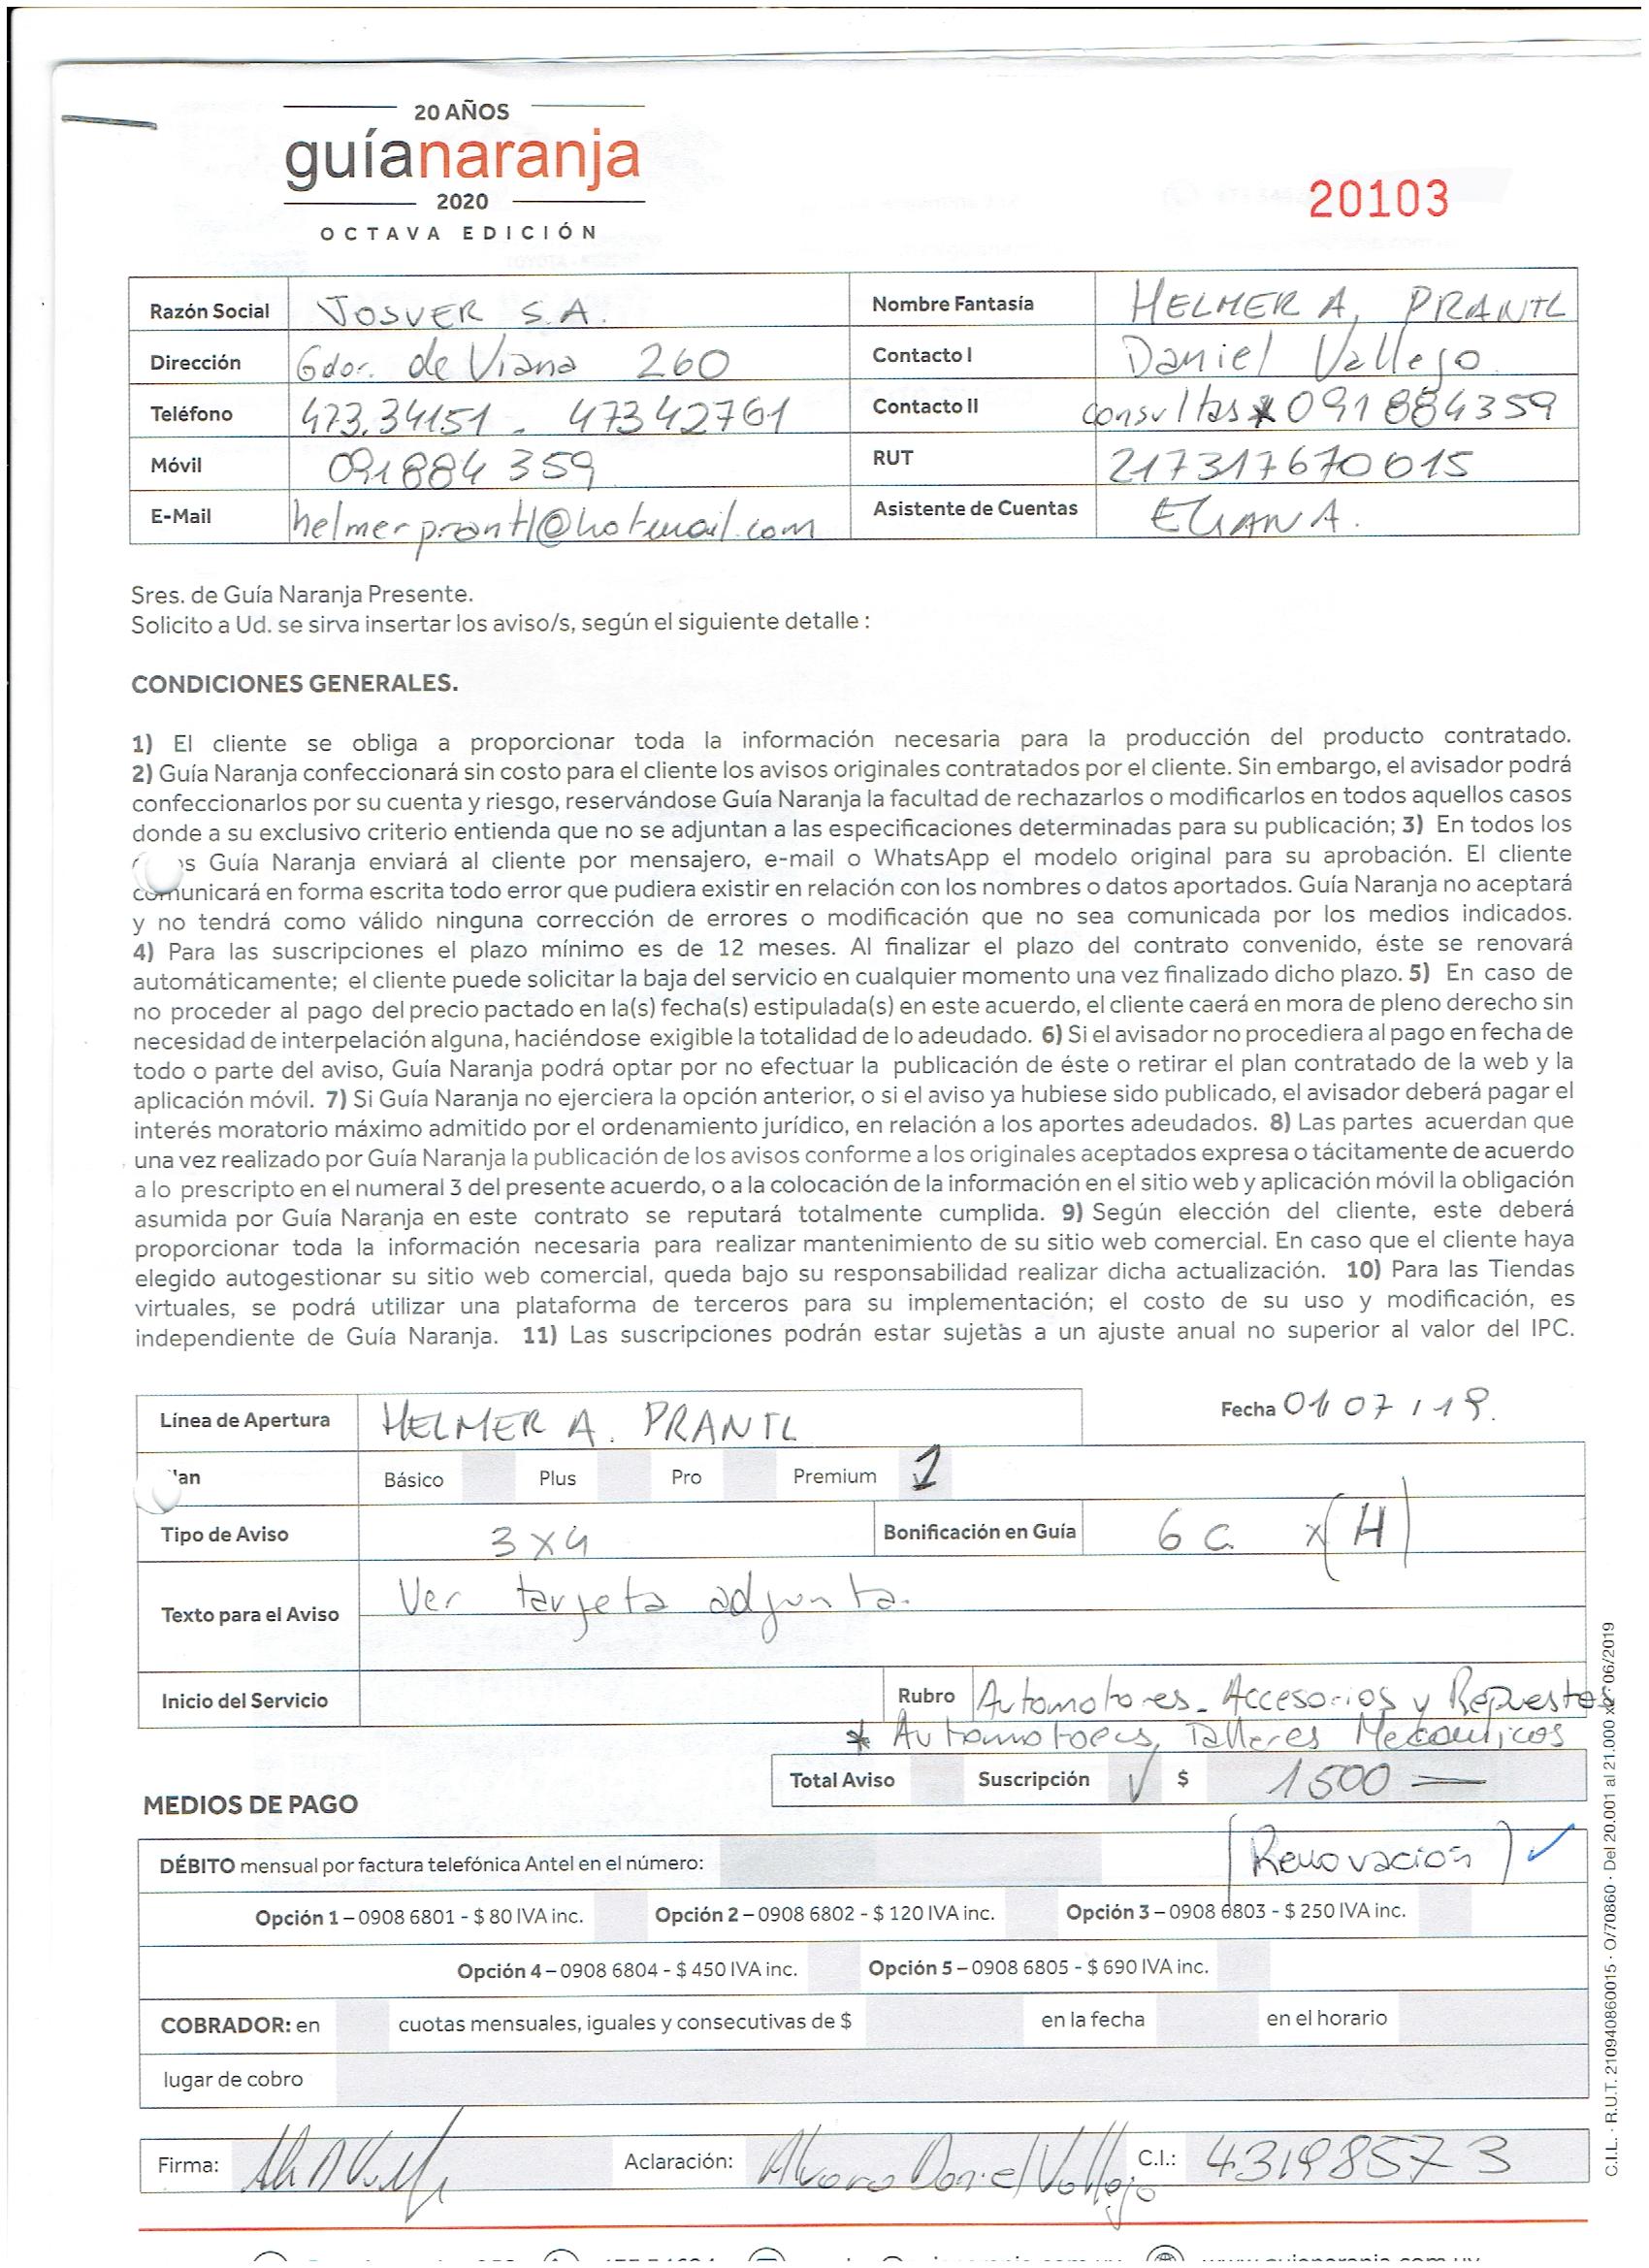 20 AÑOS
guíanaranja
2020
OCTAVA EDICIÓN
20103
Razón Social JOSVER S.A. Nombre Fantasía HELMER A. PRANTL
Dirección Gdor. de Viana 260 Contacto I Daniel Vallejo
Teléfono 473.34151 - 47342761 Contacto II consultas * 091884359
Móvil 091884 359 RUT 217317670015
E-Mail helmerprantl@hotmail.com Asistente de Cuentas ELIANA.
Sres. de Guía Naranja Presente.
Solicito a Ud. se sirva insertar los aviso/s, según el siguiente detalle :
CONDICIONES GENERALES.
1) El cliente se obliga a proporcionar toda la información necesaria para la producción del producto contratado.
2) Guía Naranja confeccionará sin costo para el cliente los avisos originales contratados por el cliente. Sin embargo, el avisador podrá
confeccionarlos por su cuenta y riesgo, reservándose Guía Naranja la facultad de rechazarlos o modificarlos en todos aquellos casos
donde a su exclusivo criterio entienda que no se adjuntan a las especificaciones determinadas para su publicación; 3) En todos los
s Guía Naranja enviará al cliente por mensajero, e-mail o WhatsApp el modelo original para su aprobación. El cliente
comunicará en forma escrita todo error que pudiera existir en relación con los nombres o datos aportados. Guía Naranja no aceptará
y no tendrá como válido ninguna corrección de errores o modificación que no sea comunicada por los medios indicados.
4) Para las suscripciones el plazo mínimo es de 12 meses. Al finalizar el plazo del contrato convenido, éste se renovará
automáticamente; el cliente puede solicitar la baja del servicio en cualquier momento una vez finalizado dicho plazo. 5) En caso de
no proceder al pago del precio pactado en la(s) fecha(s) estipulada(s) en este acuerdo, el cliente caerá en mora de pleno derecho sin
necesidad de interpelación alguna, haciéndose exigible la totalidad de lo adeudado. 6) Si el avisador no procediera al pago en fecha de
todo o parte del aviso, Guía Naranja podrá optar por no efectuar la publicación de éste o retirar el plan contratado de la web y la
aplicación móvil. 7) Si Guía Naranja no ejerciera la opción anterior, o si el aviso ya hubiese sido publicado, el avisador deberá pagar el
interés moratorio máximo admitido por el ordenamiento jurídico, en relación a los aportes adeudados. 8) Las partes acuerdan que
una vez realizado por Guía Naranja la publicación de los avisos conforme a los originales aceptados expresa o tácitamente de acuerdo
a lo prescripto en el numeral 3 del presente acuerdo, o a la colocación de la información en el sitio web y aplicación móvil la obligación
asumida por Guía Naranja en este contrato se reputará totalmente cumplida. 9) Según elección del cliente, este deberá
proporcionar toda la información necesaria para realizar mantenimiento de su sitio web comercial. En caso que el cliente haya
elegido autogestionar su sitio web comercial, queda bajo su responsabilidad realizar dicha actualización. 10) Para las Tiendas
virtuales, se podrá utilizar una plataforma de terceros para su implementación; el costo de su uso y modificación, es
independiente de Guía Naranja. 11) Las suscripciones podrán estar sujetas a un ajuste anual no superior al valor del IPC.
Línea de Apertura HELMER A. PRANTL Fecha 01/07/19.
lan Básico Plus Pro Premium 1
Tipo de Aviso 3x4 Bonificación en Guía 6 C. x (H)
Texto para el Aviso Ver tarjeta adjunta.
Inicio del Servicio Rubro Automotores - Accesorios y Repuestos
* Automotores, Talleres Mecánicos
Total Aviso Suscripción ✓ $ 1500
MEDIOS DE PAGO
DÉBITO mensual por factura telefónica Antel en el número: (Renovación) ✓
Opción 1 – 0908 6801 - $ 80 IVA inc. Opción 2 – 0908 6802 - $ 120 IVA inc. Opción 3 – 0908 6803 - $ 250 IVA inc.
Opción 4 – 0908 6804 - $ 450 IVA inc. Opción 5 – 0908 6805 - $ 690 IVA inc.
COBRADOR: en cuotas mensuales, iguales y consecutivas de $ en la fecha en el horario
lugar de cobro
Firma: Aclaración: Alvaro Daniel Vallejo C.I.: 4319857 3
C.I.L. · R.U.T. 210940860015 · O/70860 · Del 20.001 al 21.000 x · 06/2019